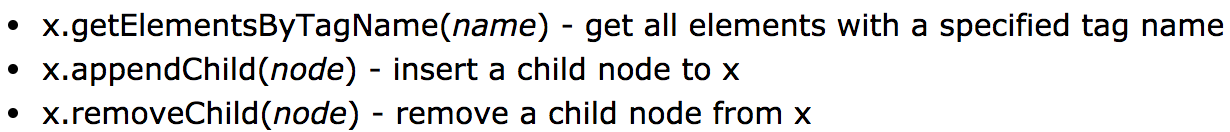 • x.getElementsByTagName(name) - get all elements with a specified tag name
• x.appendChild(node) - insert a child node to x
• x.removeChild(node) - remove a child node from x